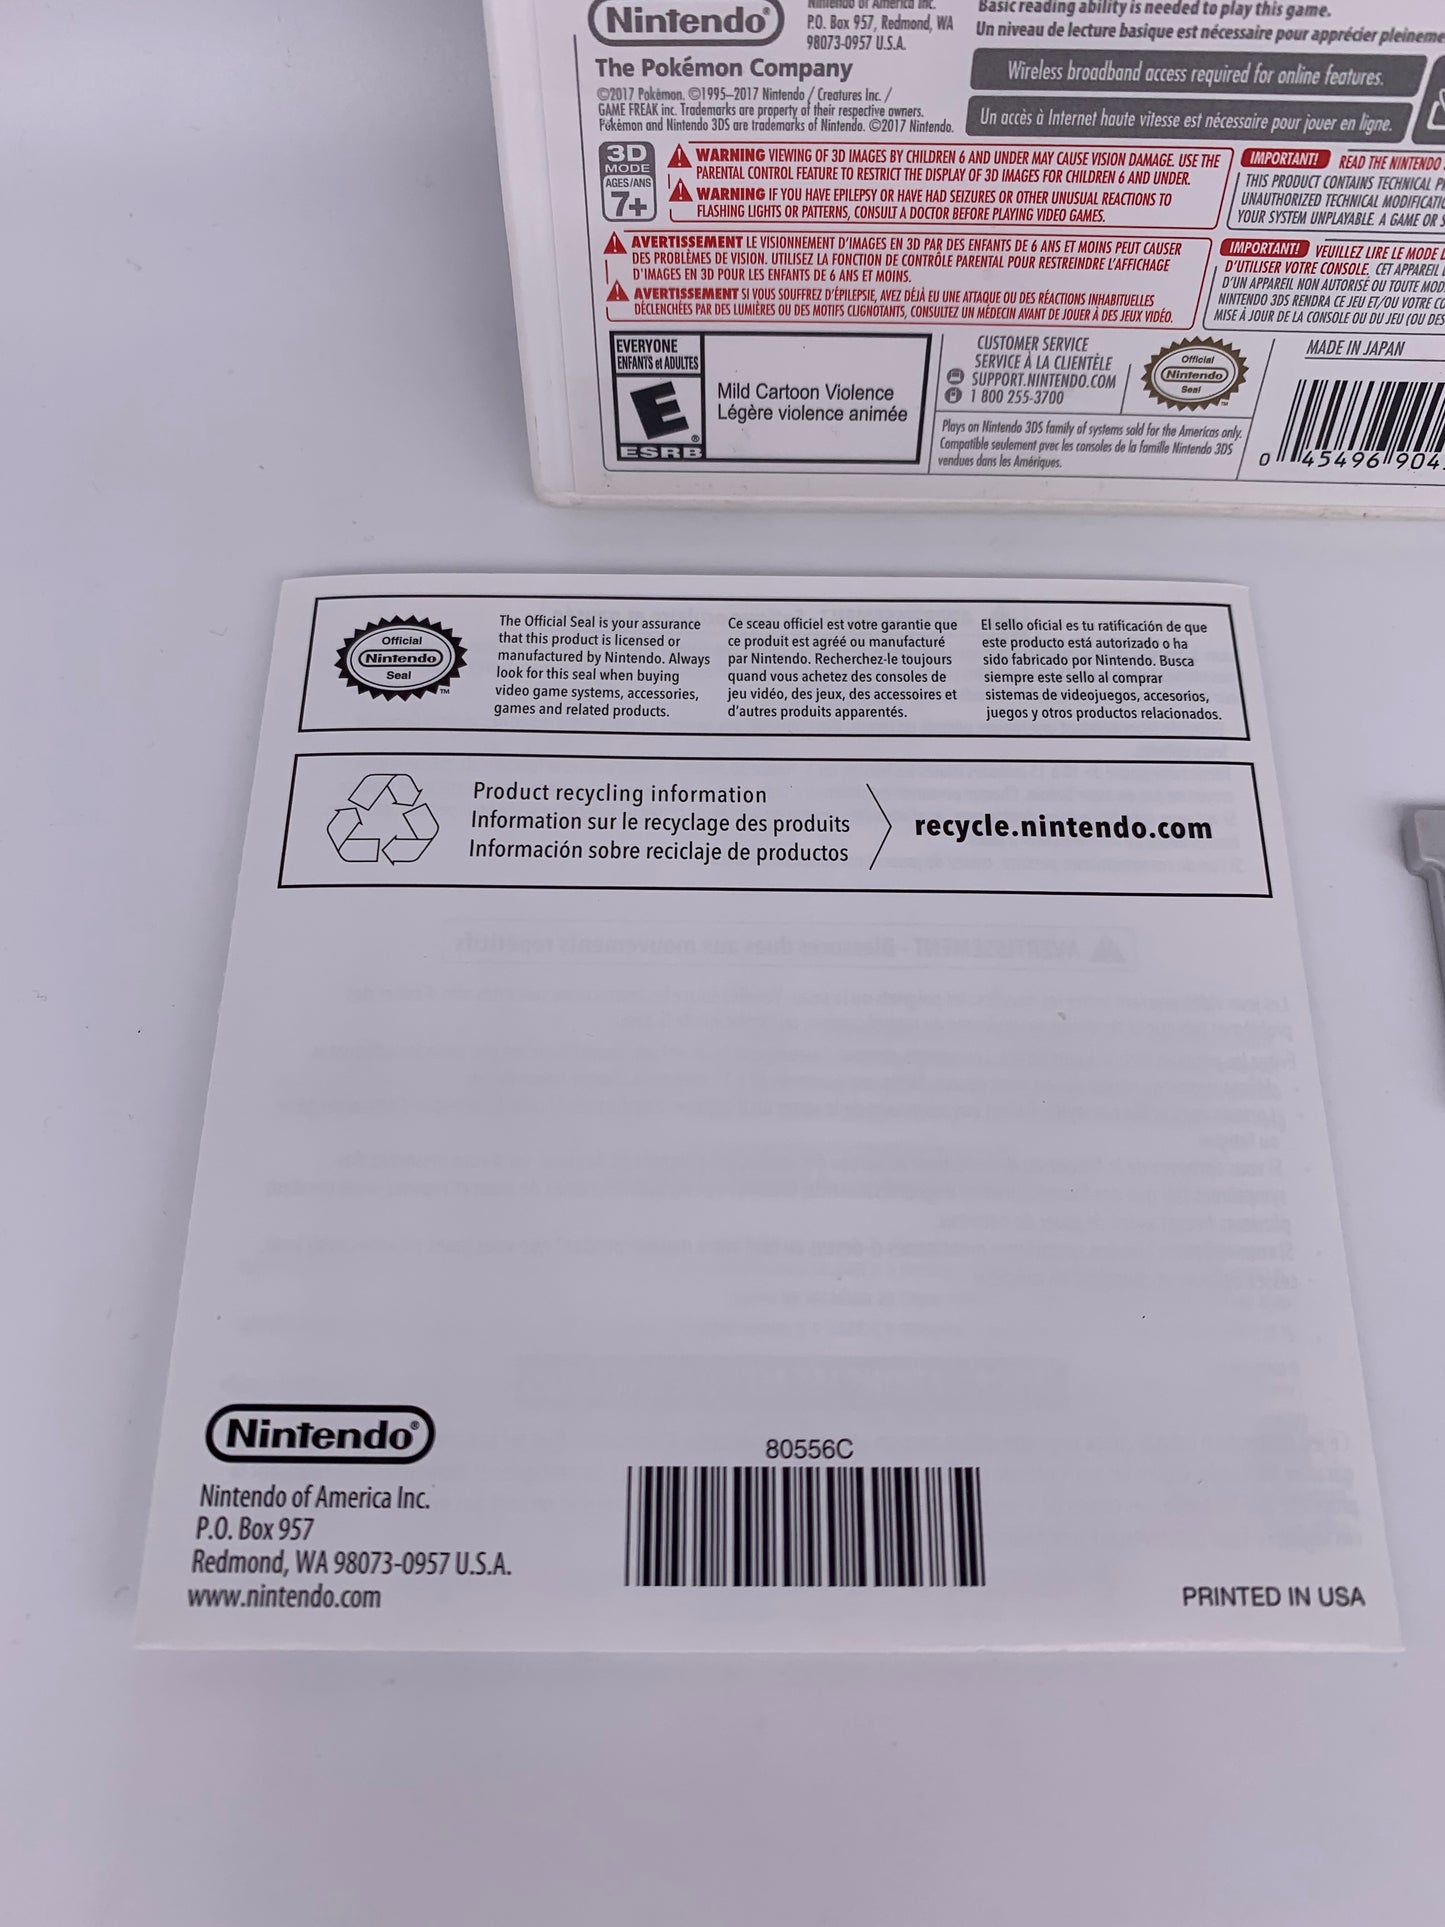 Nintendo®
Nintendo of America Inc.
P.O. Box 957, Redmond, WA
98073-0957 U.S.A.
The Pokémon Company
©2017 Pokémon. ©1995–2017 Nintendo / Creatures Inc. /
GAME FREAK inc. Trademarks are property of their respective owners.
Pokémon and Nintendo 3DS are trademarks of Nintendo. ©2017 Nintendo.
Basic reading ability is needed to play this game.
Un niveau de lecture basique est nécessaire pour apprécier
Wireless broadband access required for online features.
Un accès à Internet haute vitesse est nécessaire pour jouer en ligne.
3D
MODE
AGES/ANS
7+
WARNING VIEWING OF 3D IMAGES BY CHILDREN 6 AND UNDER MAY CAUSE VISION DAMAGE. USE THE
PARENTAL CONTROL FEATURE TO RESTRICT THE DISPLAY OF 3D IMAGES FOR CHILDREN 6 AND UNDER.
WARNING IF YOU HAVE EPILEPSY OR HAVE HAD SEIZURES OR OTHER UNUSUAL REACTIONS TO
FLASHING LIGHTS OR PATTERNS, CONSULT A DOCTOR BEFORE PLAYING VIDEO GAMES.
IMPORTANT! READ THE NINTENDO
THIS PRODUCT CONTAINS TECHNICAL
UNAUTHORIZED TECHNICAL
YOUR SYSTEM UNPLAYABLE. A GAME OR
AVERTISSEMENT LE VISIONNEMENT D'IMAGES EN 3D PAR DES ENFANTS DE 6 ANS ET MOINS PEUT CAUSER
DES PROBLÈMES DE VISION. UTILISEZ LA FONCTION DE CONTRÔLE PARENTAL POUR RESTREINDRE L'AFFICHAGE
D'IMAGES EN 3D POUR LES ENFANTS DE 6 ANS ET MOINS.
AVERTISSEMENT SI VOUS SOUFFREZ D'ÉPILEPSIE, AVEZ DÉJÀ EU UNE ATTAQUE OU DES RÉACTIONS INHABITUELLES
DÉCLENCHÉES PAR DES LUMIÈRES OU DES MOTIFS CLIGNOTANTS, CONSULTEZ UN MÉDECIN AVANT DE JOUER À DES JEUX VIDÉO.
IMPORTANT! VEUILLEZ LIRE LE MODE
D'UTILISER VOTRE CONSOLE. CET APPAREIL
D'UN APPAREIL NON AUTORISÉ OU TOUTE
NINTENDO 3DS RENDRA CE JEU ET/OU VOTRE
MISE À JOUR DE LA CONSOLE OU DU JEU (OU DES
EVERYONE
ENFANTS et ADULTES
E
®
ESRB
Mild Cartoon Violence
Légère violence animée
CUSTOMER SERVICE
SERVICE À LA CLIENTÈLE
SUPPORT.NINTENDO.COM
1 800 255-3700
Official
Nintendo
Seal
™
Plays on Nintendo 3DS family of systems sold for the Americas only.
Compatible seulement avec les consoles de la famille Nintendo 3DS
vendues dans les Amériques.
MADE IN JAPAN
0 45496 904
Official
Nintendo
Seal
™
The Official Seal is your assurance
that this product is licensed or
manufactured by Nintendo. Always
look for this seal when buying
video game systems, accessories,
games and related products.
Ce sceau officiel est votre garantie que
ce produit est agréé ou manufacturé
par Nintendo. Recherchez-le toujours
quand vous achetez des consoles de
jeu vidéo, des jeux, des accessoires et
d'autres produits apparentés.
El sello oficial es tu ratificación de que
este producto está autorizado o ha
sido fabricado por Nintendo. Busca
siempre este sello al comprar
sistemas de videojuegos, accesorios,
juegos y otros productos relacionados.
Product recycling information
Information sur le recyclage des produits
Información sobre reciclaje de productos
recycle.nintendo.com
Nintendo®
Nintendo of America Inc.
P.O. Box 957
Redmond, WA 98073-0957 U.S.A.
www.nintendo.com
80556C
PRINTED IN USA